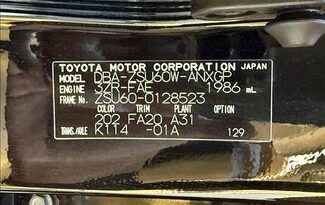 TOYOTA MOTOR CORPORATION JAPAN
MODEL DBA-ZSU60W-ANXGP
ENGINE 3ZR-FAE 1986 mL
FRAME No. ZSU60-0128523
COLOR TRIM PLANT OPTION
202 FA20 A31
TRANS./AXLE K114 -01A 129